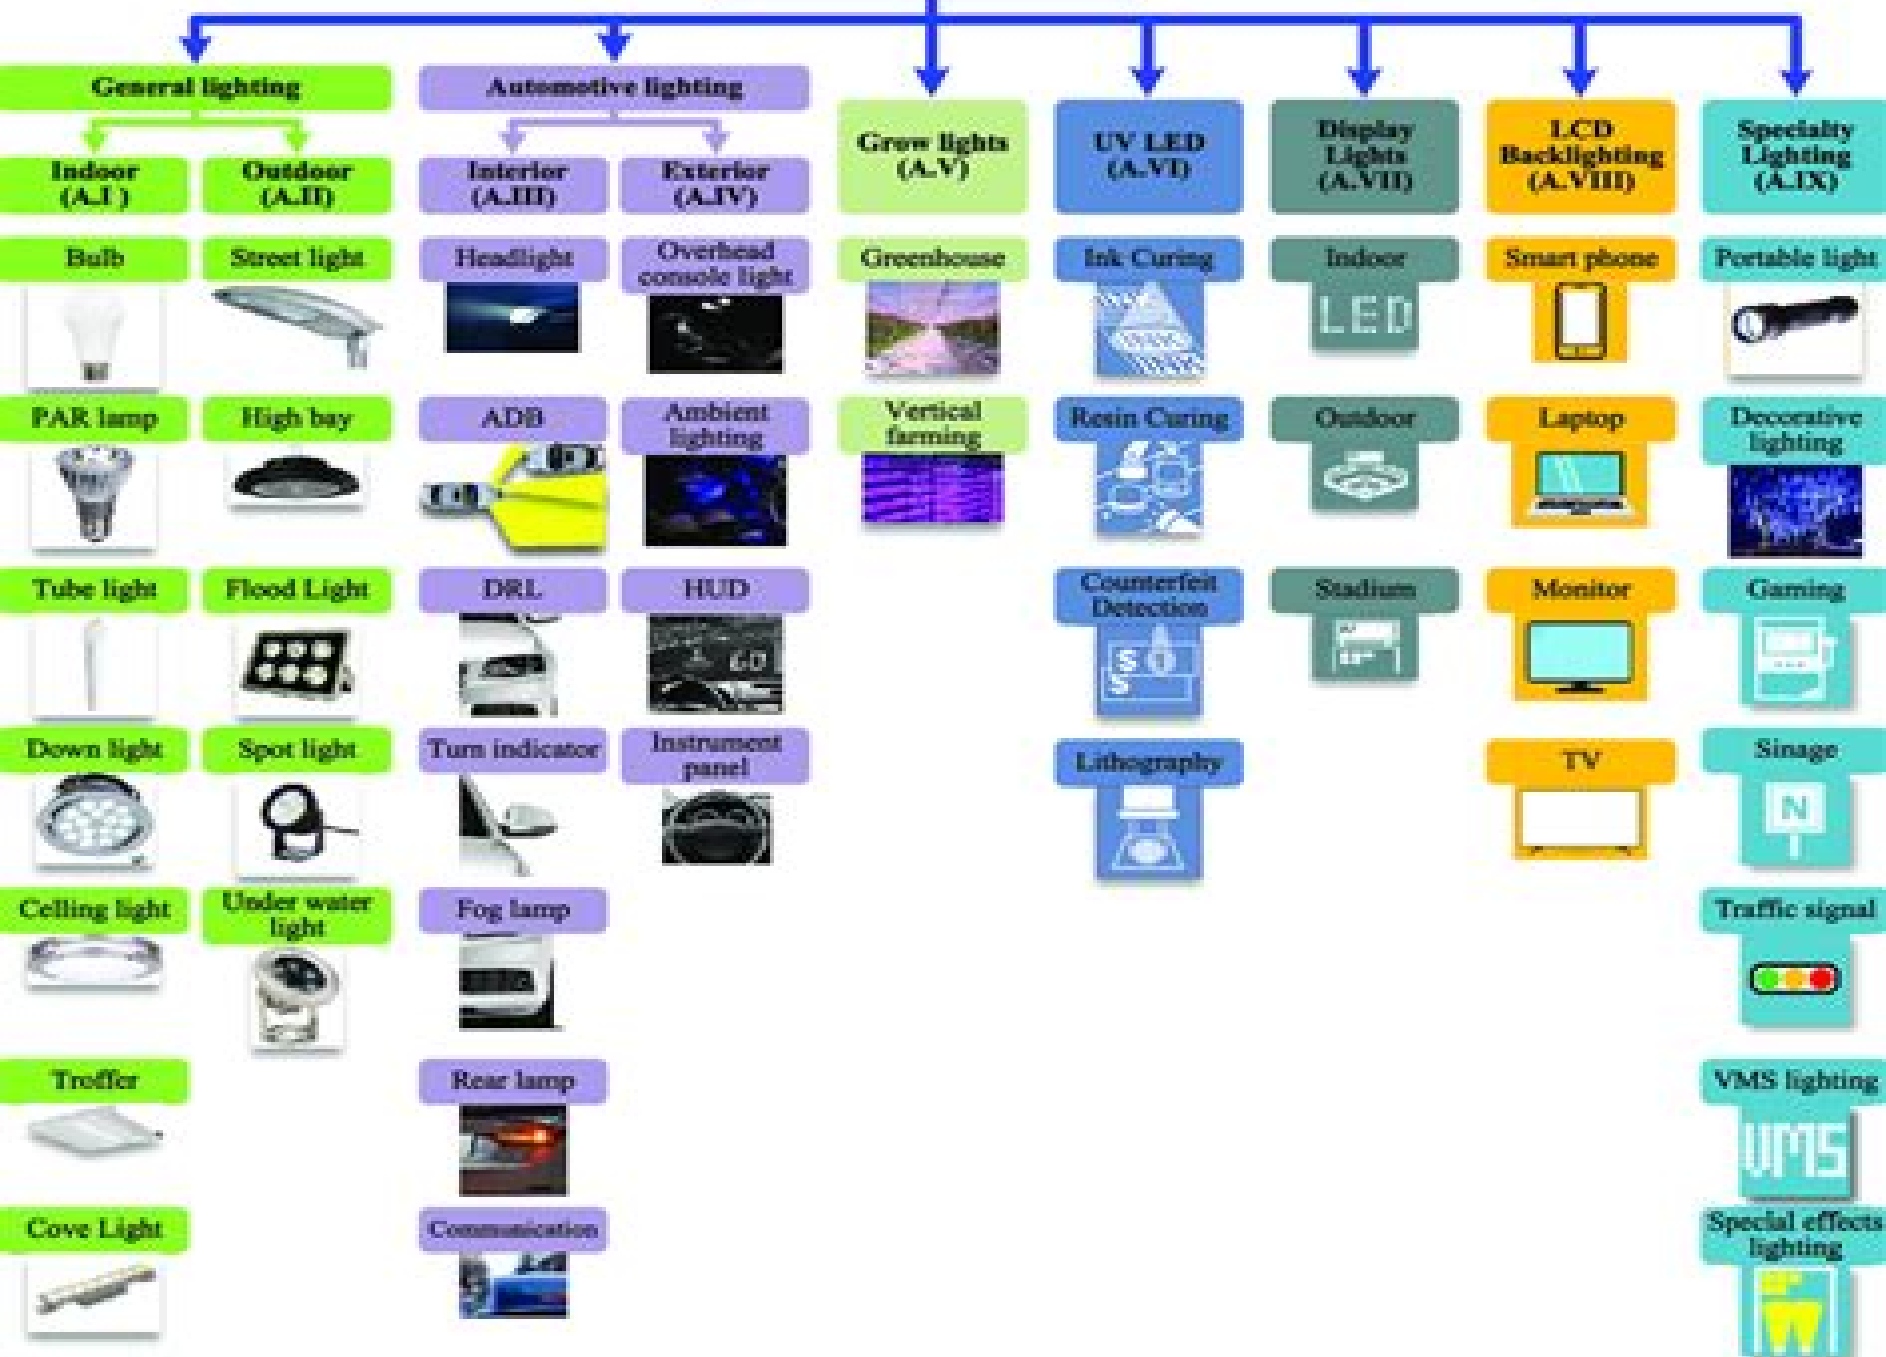 General lighting
Indoor
(A.I )
Bulb
PAR lamp
Tube light
Down light
Celling light
Troffer
Cove Light
Outdoor
(A.II)
Street light
High bay
Flood Light
Spot light
Under water
light
Automotive lighting
Interior
(A.III)
Headlight
ADB
DRL
Turn indicator
Fog lamp
Rear lamp
Communication
Exterior
(A.IV)
Overhead
console light
Ambient
lighting
HUD
60
Instrument
panel
Grow lights
(A.V)
Greenhouse
Vertical
farming
UV LED
(A.VI)
Ink Curing
Resin Curing
Counterfeit
Detection
S
S
Lithography
Display
Lights
(A.VII)
Indoor
LED
Outdoor
Stadium
LCD
Backlighting
(A.VIII)
Smart phone
Laptop
Monitor
TV
Specialty
Lighting
(A.IX)
Portable light
Decorative
lighting
Gaming
Sinage
N
Traffic signal
VMS lighting
VMS
Special effects
lighting